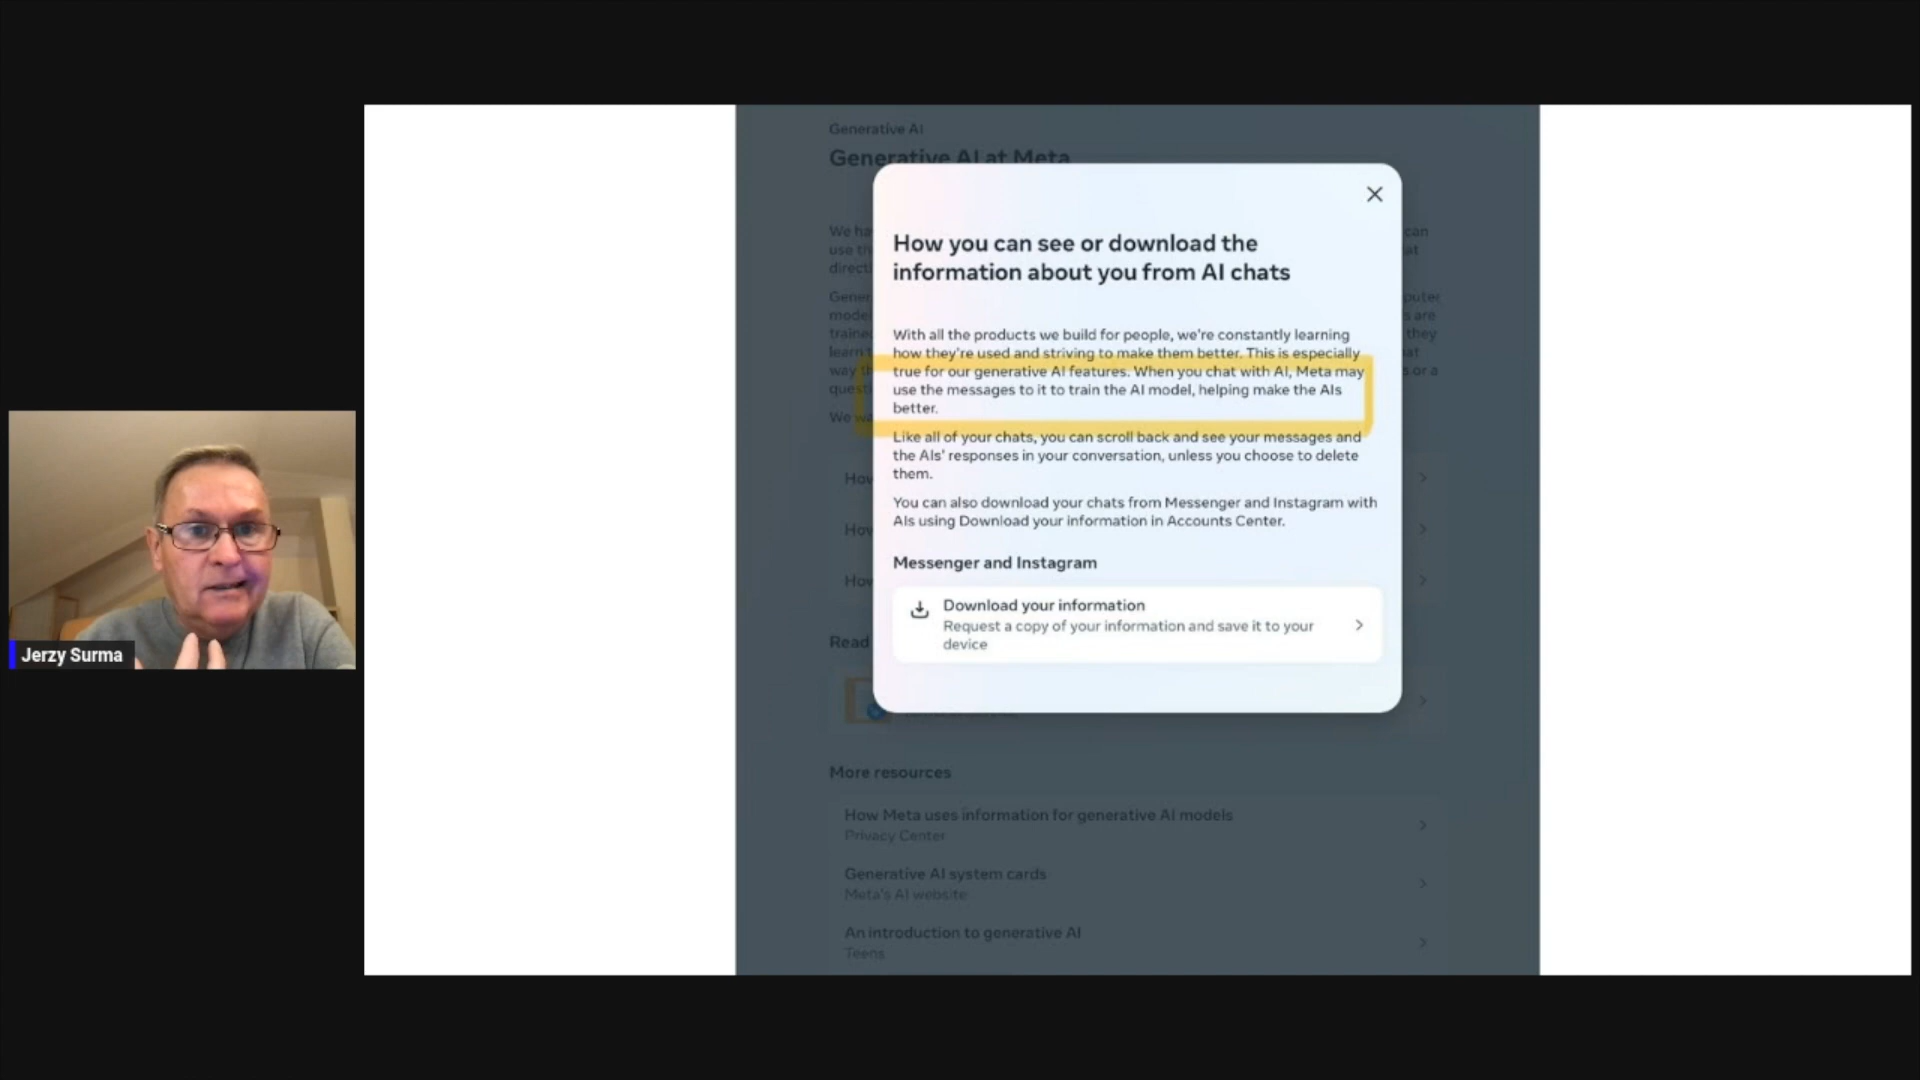 Generative AI
Generative AI at Meta
How you can see or download the
information about you from AI chats
With all the products we build for people, we're constantly learning
how they're used and striving to make them better. This is especially
true for our generative AI features. When you chat with AI, Meta may
use the messages to it to train the AI model, helping make the AIs
better.
Like all of your chats, you can scroll back and see your messages and
the AIs' responses in your conversation, unless you choose to delete
them.
You can also download your chats from Messenger and Instagram with
AIs using Download your information in Accounts Center.
Messenger and Instagram
Download your information
Request a copy of your information and save it to your
device
Read
More resources
How Meta uses information for generative AI models
Privacy Center
Generative AI system cards
Meta's AI website
An introduction to generative AI
Teens
Jerzy Surma